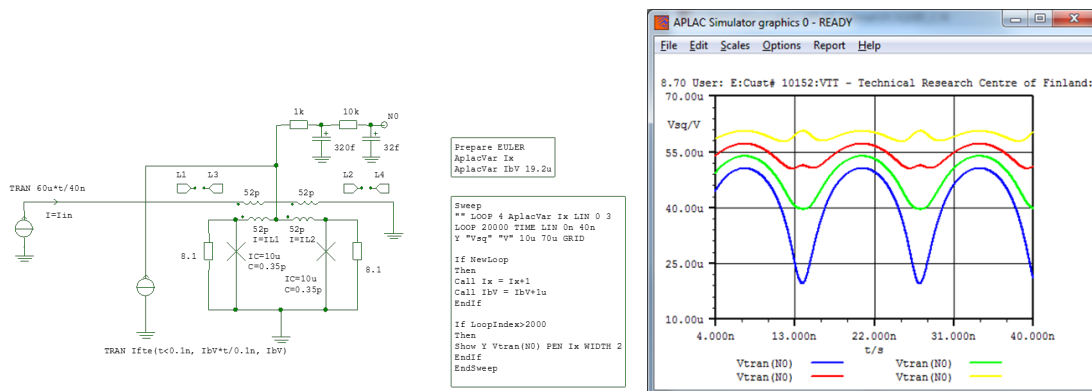 1k
10k
N0
320f
32f
L1
L3
L2
L4
TRAN 60u*t/40n
I=Iin
52p
52p
52p
52p
I=IL1
I=IL2
8.1
8.1
IC=10u
C=0.35p
IC=10u
C=0.35p
TRAN Ifte(t<0.1n, IbV*t/0.1n, IbV)
Prepare EULER
AplacVar Ix
AplacVar IbV 19.2u
Sweep
"" LOOP 4 AplacVar Ix LIN 0 3
LOOP 20000 TIME LIN 0n 40n
Y "Vsq" "V" 10u 70u GRID
If NewLoop
Then
Call Ix = Ix+1
Call IbV = IbV+1u
EndIf
If LoopIndex>2000
Then
Show Y Vtran(N0) PEN Ix WIDTH 2
EndIf
EndSweep
APLAC Simulator graphics 0 - READY
File Edit Scales Options Report Help
8.70 User: E:Cust# 10152:VTT - Technical Research Centre of Finland:
70.00u
Vsq/V
55.00u
40.00u
25.00u
10.00u
4.000n 13.000n 22.000n 31.000n 40.000n
t/s
Vtran(N0) Vtran(N0)
Vtran(N0) Vtran(N0)